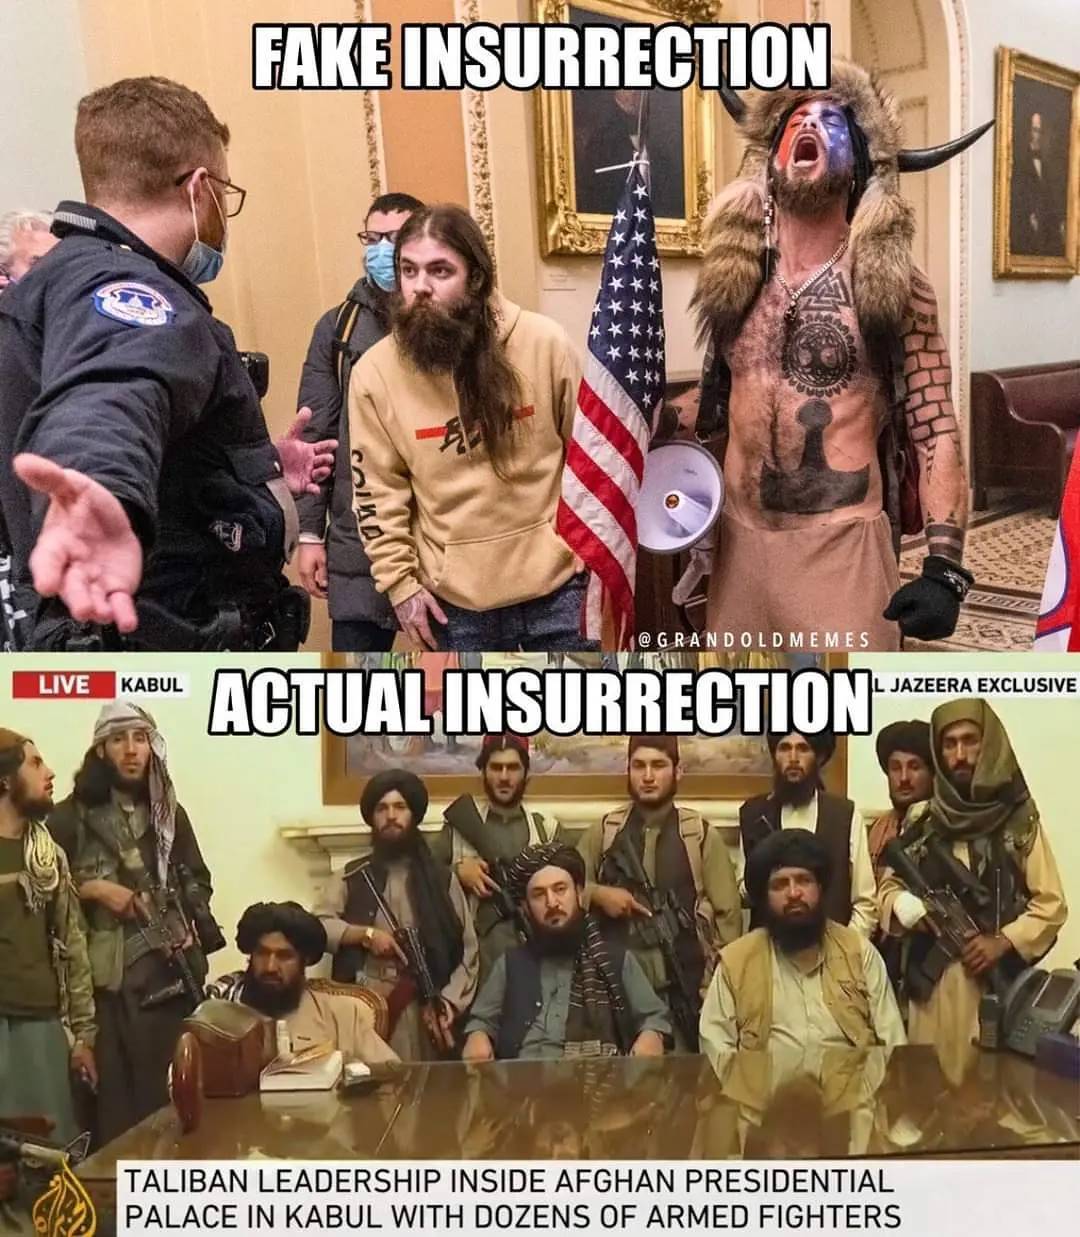 FAKE INSURRECTION
SQUAD
@GRANDOLDMEMES
LIVE KABUL
L JAZEERA EXCLUSIVE
ACTUAL INSURRECTION
TALIBAN LEADERSHIP INSIDE AFGHAN PRESIDENTIAL
PALACE IN KABUL WITH DOZENS OF ARMED FIGHTERS